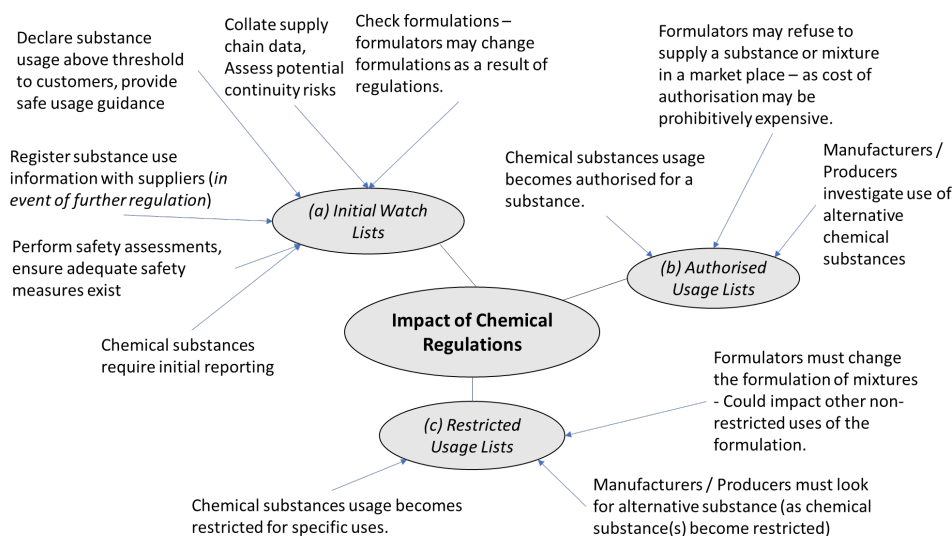 Declare substance
usage above threshold
to customers, provide
safe usage guidance
Collate supply
chain data,
Assess potential
continuity risks
Check formulations –
formulators may change
formulations as a result of
regulations.
Formulators may refuse to
supply a substance or mixture
in a market place – as cost of
authorisation may be
prohibitively expensive.
Register substance use
information with suppliers (in
event of further regulation)
Chemical substances usage
becomes authorised for a
substance.
Manufacturers /
Producers
investigate use of
alternative
chemical
substances
(a) Initial Watch
Lists
Perform safety assessments,
ensure adequate safety
measures exist
(b) Authorised
Usage Lists
Impact of Chemical
Regulations
Chemical substances
require initial reporting
Formulators must change
the formulation of mixtures
- Could impact other non-
restricted uses of the
formulation.
(c) Restricted
Usage Lists
Chemical substances usage becomes
restricted for specific uses.
Manufacturers / Producers must look
for alternative substance (as chemical
substance(s) become restricted)